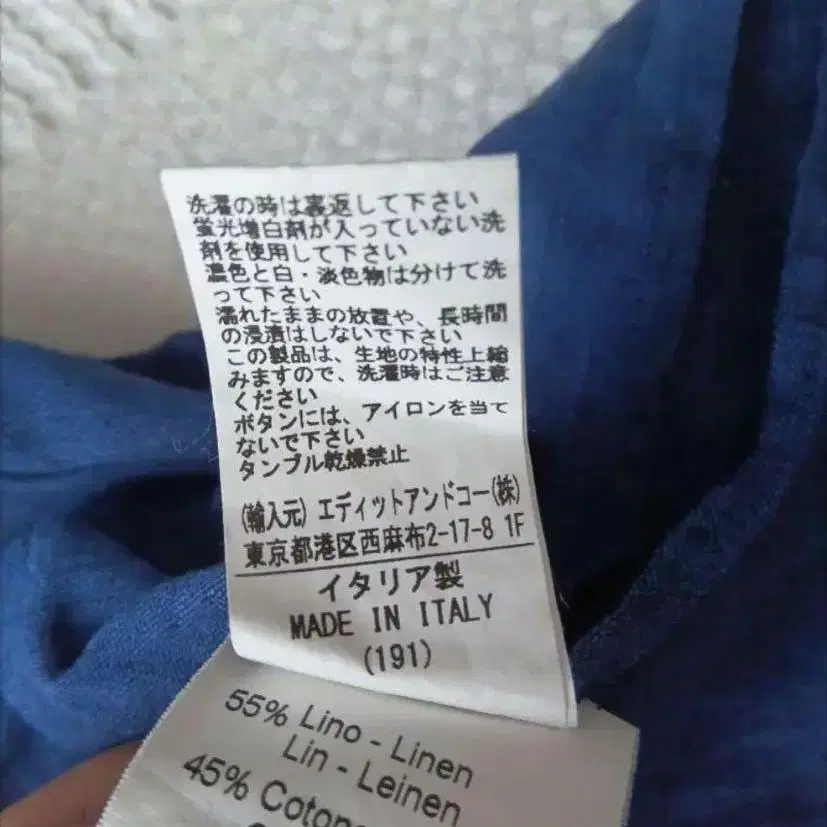 洗濯の時は裏返して下さい
蛍光増白剤が入っていない洗
剤を使用して下さい
濃色と白・淡色物は分けて洗
って下さい
濡れたままの放置や、長時間
の浸漬はしないで下さい
この製品は、生地の特性上縮
みますので、洗濯時はご注意
ください
ボタンには、アイロンを当て
ないで下さい
タンブル乾燥禁止
(輸入元) エディットアンドコー(株)
東京都港区西麻布2-17-8 1F
イタリア製
MADE IN ITALY
(191)
55% Lino - Linen
Lin - Leinen
45% Cotone